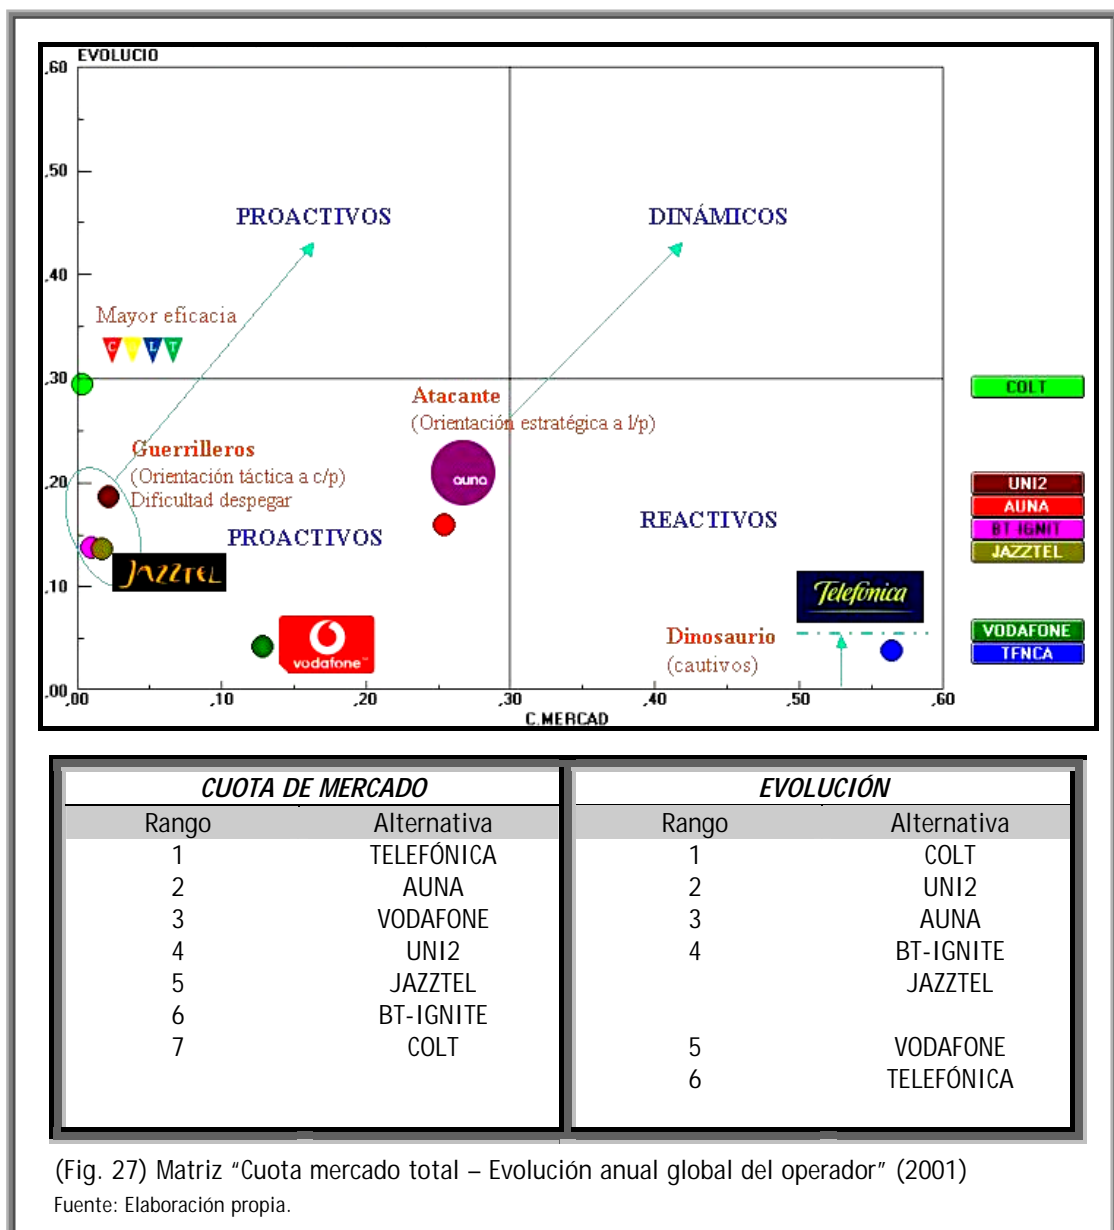 EVOLUCIO
,60
,50
PROACTIVOS DINÁMICOS
,40
Mayor eficacia
C L T
,30
COLT
Atacante
(Orientación estratégica a l/p)
Guerrilleros
(Orientación táctica a c/p)
Dificultad despegar
auna
,20
UNI2
AUNA
BT IGNIT
JAZZTEL
PROACTIVOS REACTIVOS
JAZZTEL
,10
Telefónica
vodafone™
Dinosaurio
(cautivos)
VODAFONE
TFNCA
,00
,00 ,10 ,20 ,30 ,40 ,50 ,60
C.MERCAD
CUOTA DE MERCADO EVOLUCIÓN
Rango Alternativa Rango Alternativa
1 TELEFÓNICA 1 COLT
2 AUNA 2 UNI2
3 VODAFONE 3 AUNA
4 UNI2 4 BT-IGNITE
5 JAZZTEL JAZZTEL
6 BT-IGNITE
7 COLT 5 VODAFONE
6 TELEFÓNICA
(Fig. 27) Matriz “Cuota mercado total – Evolución anual global del operador” (2001)
Fuente: Elaboración propia.